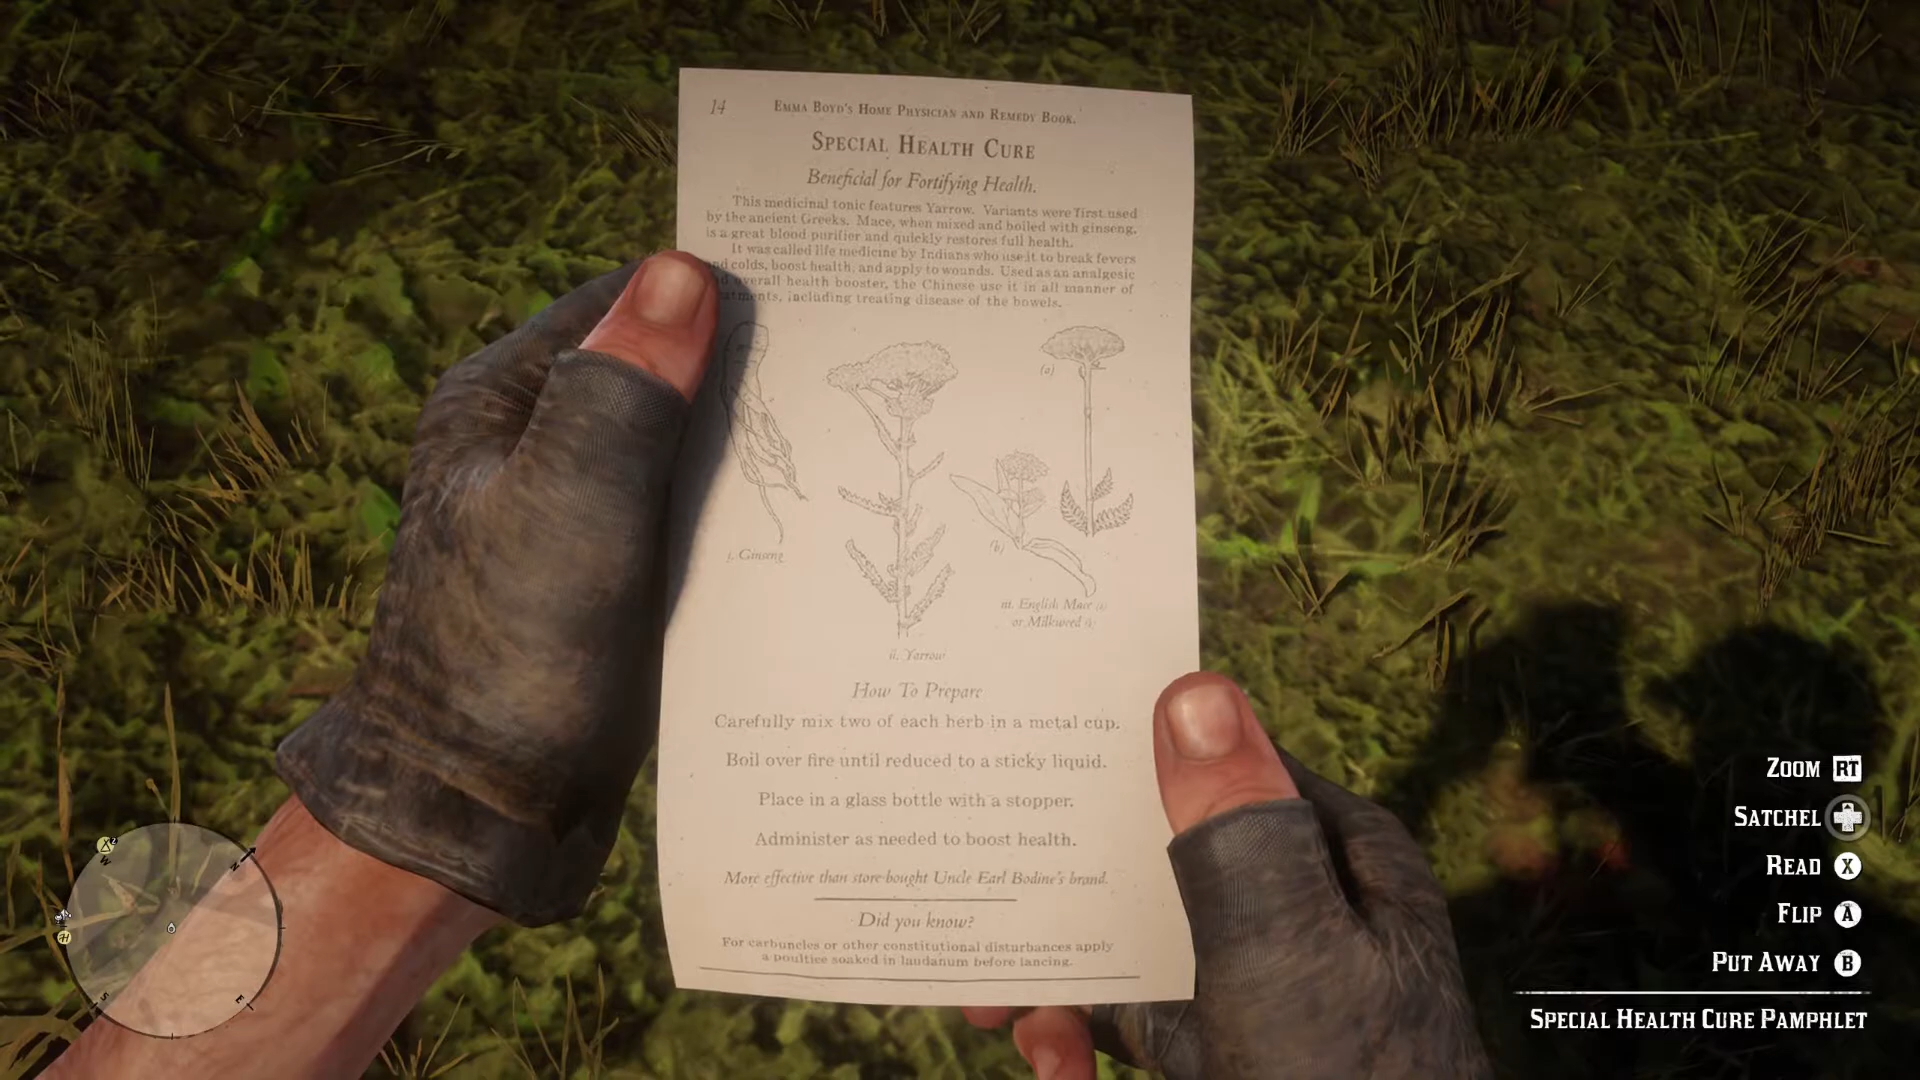 14
EMMA BOYD'S HOME PHYSICIAN AND REMEDY BOOK.
SPECIAL HEALTH CURE
Beneficial for Fortifying Health.
This medicinal tonic features Yarrow. Variants were first used
by the ancient Greeks. Mace, when mixed and boiled with ginseng,
is a great blood purifier and quickly restores full health.
It was called life medicine by Indians who use it to break fevers
colds, boost health, and apply to wounds. Used as an analgesic
overall health booster, the Chinese use it in all manner of
including treating disease of the bowels.
(a)
(b)
i. Ginseng
iii. English Mace (a)
or Milkweed
ii. Yarrow
How To Prepare
Carefully mix two of each herb in a metal cup.
Boil over fire until reduced to a sticky liquid.
Place in a glass bottle with a stopper.
Administer as needed to boost health.
More effective than store-bought Uncle Earl Bodine's brand.
Did you know?
For carbuncles or other constitutional disturbances apply
a poultice soaked in laudanum before lancing.
ZOOM RT
SATCHEL
READ X
FLIP A
PUT AWAY B
SPECIAL HEALTH CURE PAMPHLET
N
W
S
E
H
2